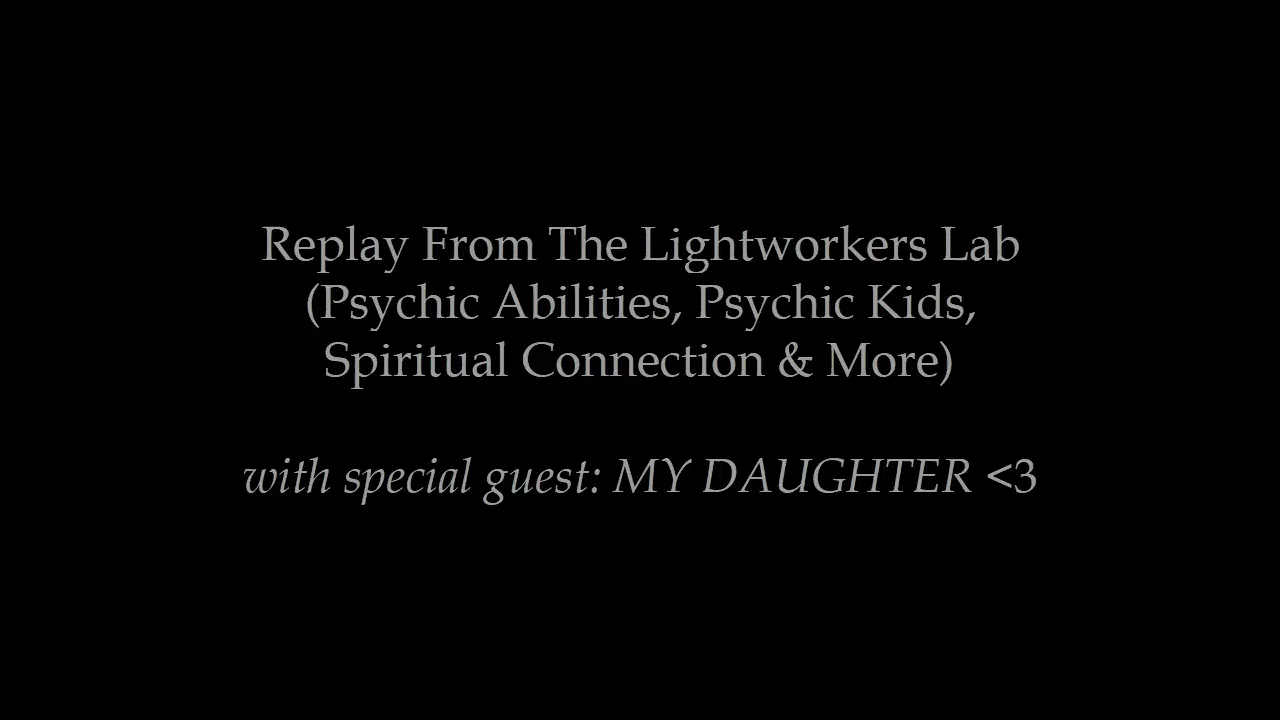 Replay From The Lightworkers Lab
(Psychic Abilities, Psychic Kids,
Spiritual Connection & More)
with special guest: MY DAUGHTER <3